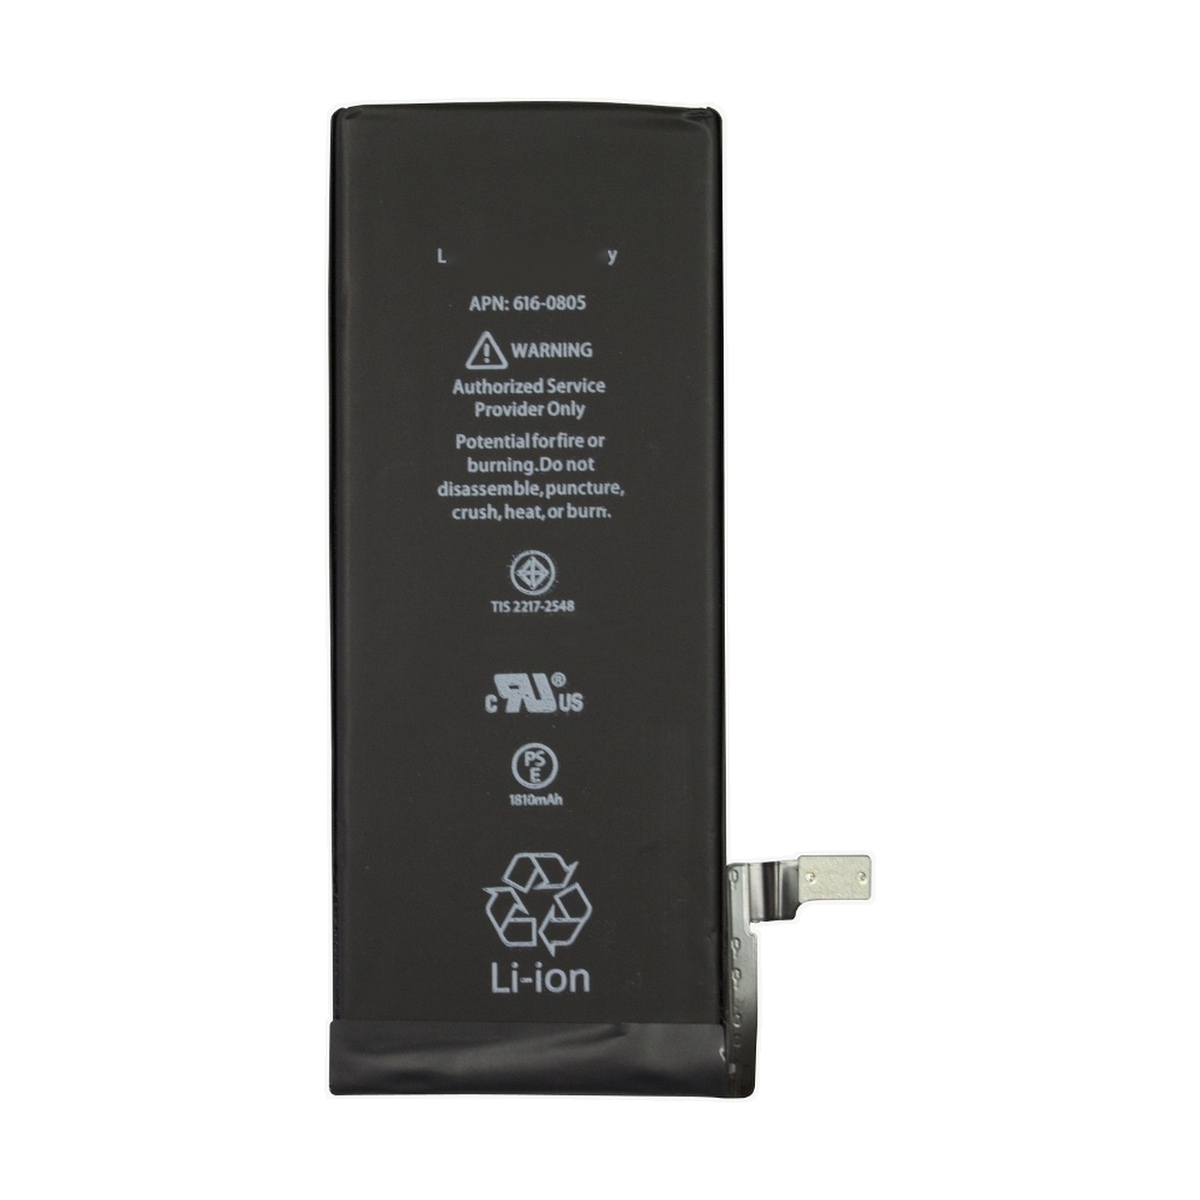 APN: 616-0805
WARNING
Authorized Service
Provider Only
Potential for fire or
burning.Do not
disassemble, puncture,
crush, heat, or burn.
TIS 2217-2548
c RU® US
PS
E
1810mAh
Li-ion